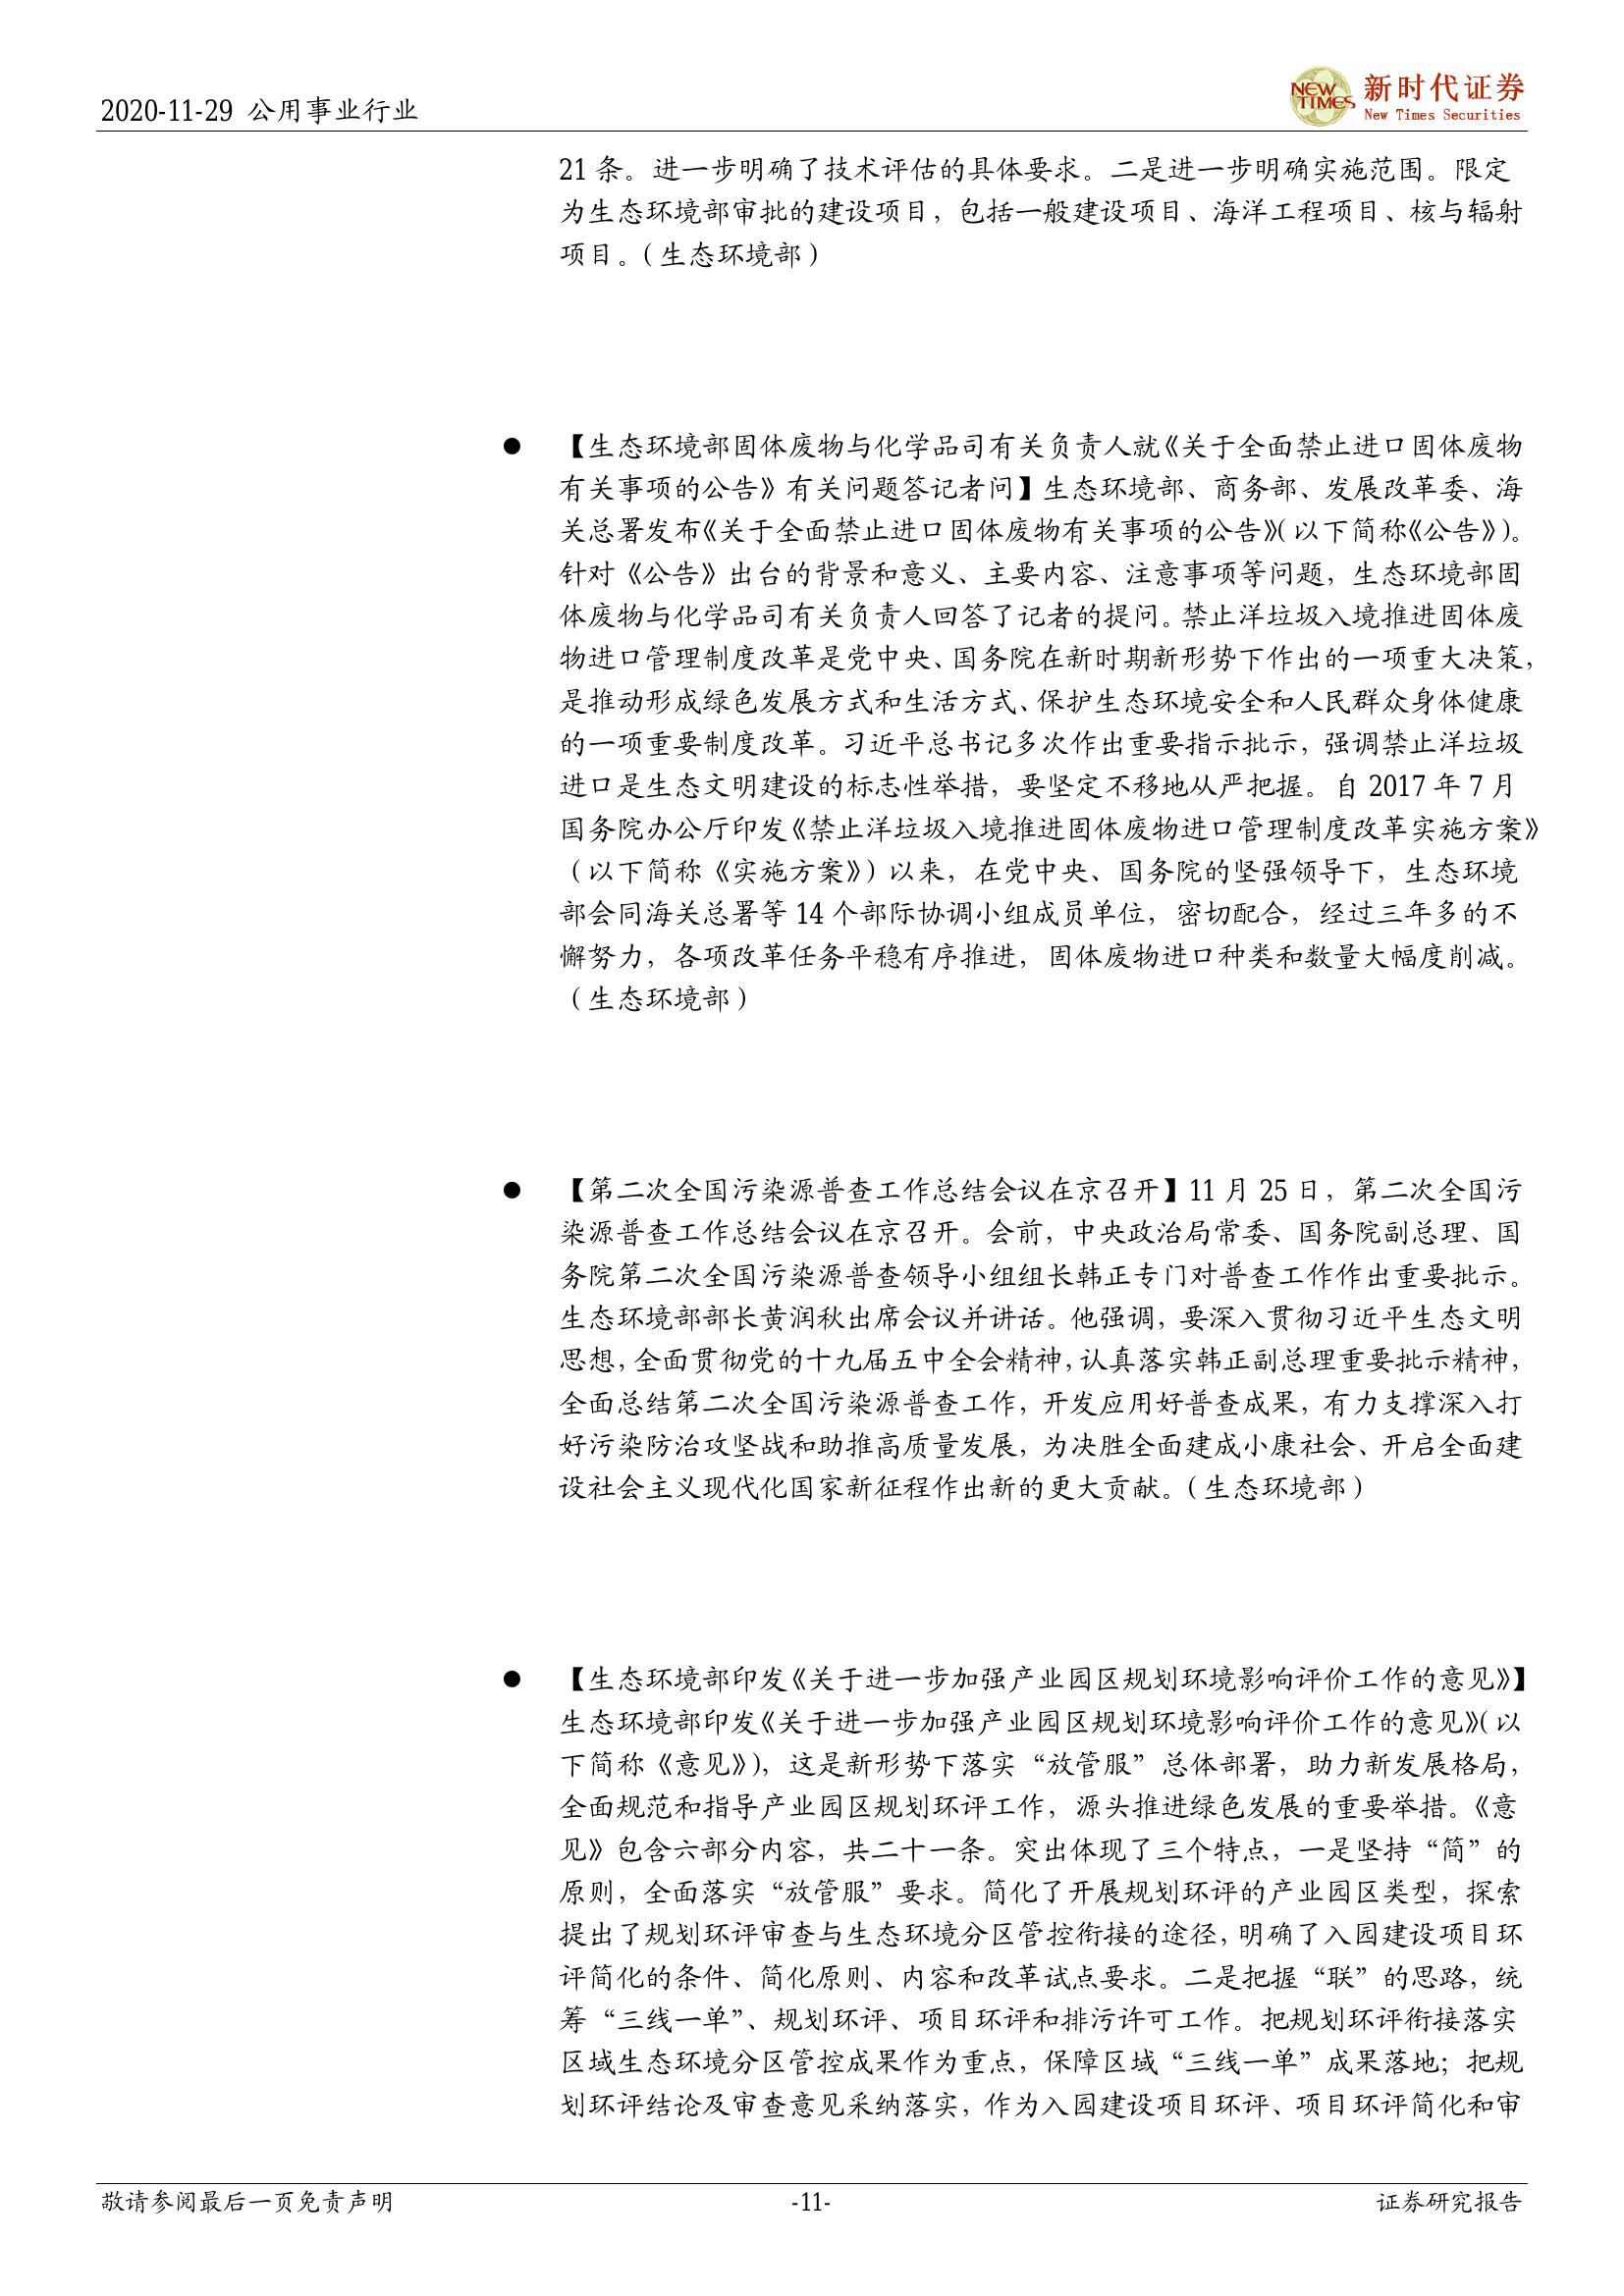 2020-11-29 公用事业行业
NEW TIMES
新时代证券
New Times Securities
21 条。进一步明确了技术评估的具体要求。二是进一步明确实施范围。限定
为生态环境部审批的建设项目，包括一般建设项目、海洋工程项目、核与辐射
项目。（生态环境部）
● 【生态环境部固体废物与化学品司有关负责人就《关于全面禁止进口固体废物
有关事项的公告》有关问题答记者问】生态环境部、商务部、发展改革委、海
关总署发布《关于全面禁止进口固体废物有关事项的公告》（以下简称《公告》）。
针对《公告》出台的背景和意义、主要内容、注意事项等问题，生态环境部固
体废物与化学品司有关负责人回答了记者的提问。禁止洋垃圾入境推进固体废
物进口管理制度改革是党中央、国务院在新时期新形势下作出的一项重大决策，
是推动形成绿色发展方式和生活方式、保护生态环境安全和人民群众身体健康
的一项重要制度改革。习近平总书记多次作出重要指示批示，强调禁止洋垃圾
进口是生态文明建设的标志性举措，要坚定不移地从严把握。自 2017 年 7 月
国务院办公厅印发《禁止洋垃圾入境推进固体废物进口管理制度改革实施方案》
（以下简称《实施方案》）以来，在党中央、国务院的坚强领导下，生态环境
部会同海关总署等 14 个部际协调小组成员单位，密切配合，经过三年多的不
懈努力，各项改革任务平稳有序推进，固体废物进口种类和数量大幅度削减。
（生态环境部）
● 【第二次全国污染源普查工作总结会议在京召开】11 月 25 日，第二次全国污
染源普查工作总结会议在京召开。会前，中央政治局常委、国务院副总理、国
务院第二次全国污染源普查领导小组组长韩正专门对普查工作作出重要批示。
生态环境部部长黄润秋出席会议并讲话。他强调，要深入贯彻习近平生态文明
思想，全面贯彻党的十九届五中全会精神，认真落实韩正副总理重要批示精神，
全面总结第二次全国污染源普查工作，开发应用好普查成果，有力支撑深入打
好污染防治攻坚战和助推高质量发展，为决胜全面建成小康社会、开启全面建
设社会主义现代化国家新征程作出新的更大贡献。（生态环境部）
● 【生态环境部印发《关于进一步加强产业园区规划环境影响评价工作的意见》】
生态环境部印发《关于进一步加强产业园区规划环境影响评价工作的意见》（以
下简称《意见》），这是新形势下落实“放管服”总体部署，助力新发展格局，
全面规范和指导产业园区规划环评工作，源头推进绿色发展的重要举措。《意
见》包含六部分内容，共二十一条。突出体现了三个特点，一是坚持“简”的
原则，全面落实“放管服”要求。简化了开展规划环评的产业园区类型，探索
提出了规划环评审查与生态环境分区管控衔接的途径，明确了入园建设项目环
评简化的条件、简化原则、内容和改革试点要求。二是把握“联”的思路，统
筹“三线一单”、规划环评、项目环评和排污许可工作。把规划环评衔接落实
区域生态环境分区管控成果作为重点，保障区域“三线一单”成果落地；把规
划环评结论及审查意见采纳落实，作为入园建设项目环评、项目环评简化和审
敬请参阅最后一页免责声明
-11-
证券研究报告